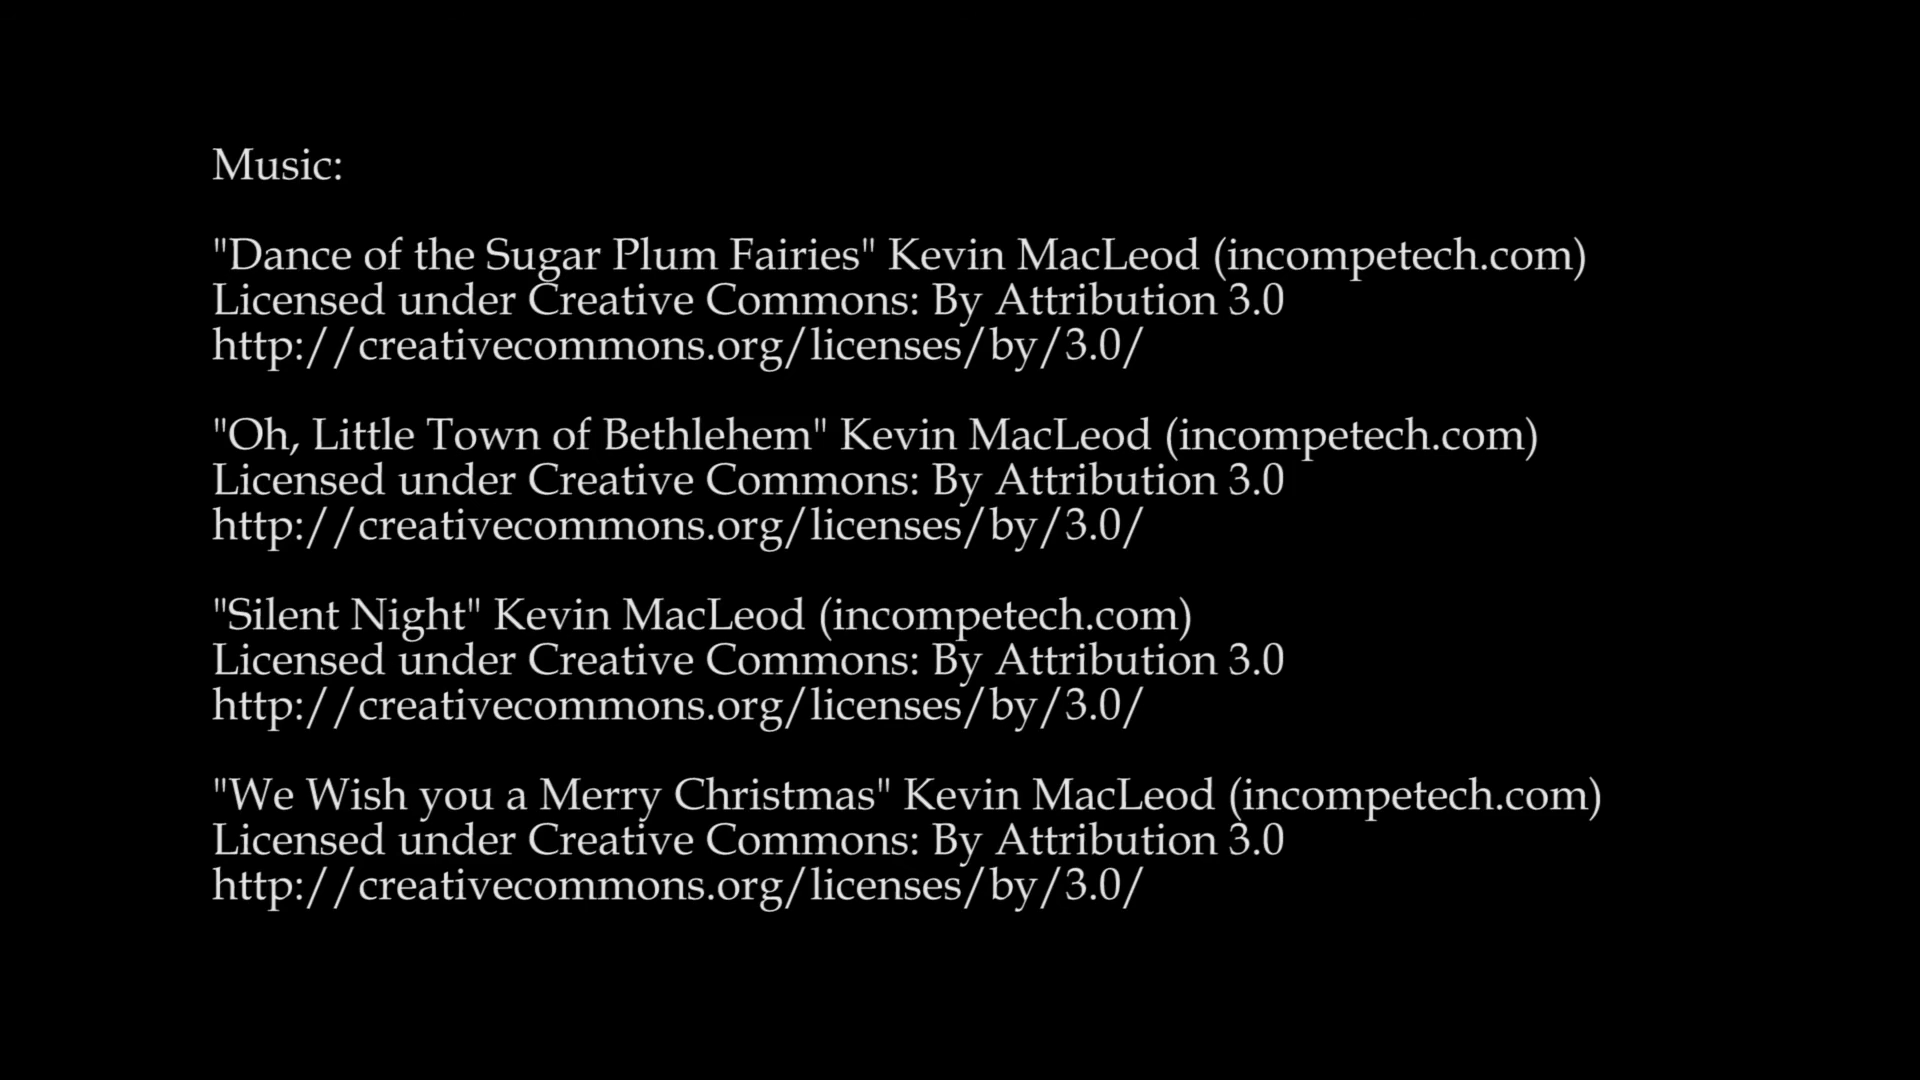 Music:
"Dance of the Sugar Plum Fairies" Kevin MacLeod (incompetech.com)
Licensed under Creative Commons: By Attribution 3.0
http://creativecommons.org/licenses/by/3.0/
"Oh, Little Town of Bethlehem" Kevin MacLeod (incompetech.com)
Licensed under Creative Commons: By Attribution 3.0
http://creativecommons.org/licenses/by/3.0/
"Silent Night" Kevin MacLeod (incompetech.com)
Licensed under Creative Commons: By Attribution 3.0
http://creativecommons.org/licenses/by/3.0/
"We Wish you a Merry Christmas" Kevin MacLeod (incompetech.com)
Licensed under Creative Commons: By Attribution 3.0
http://creativecommons.org/licenses/by/3.0/